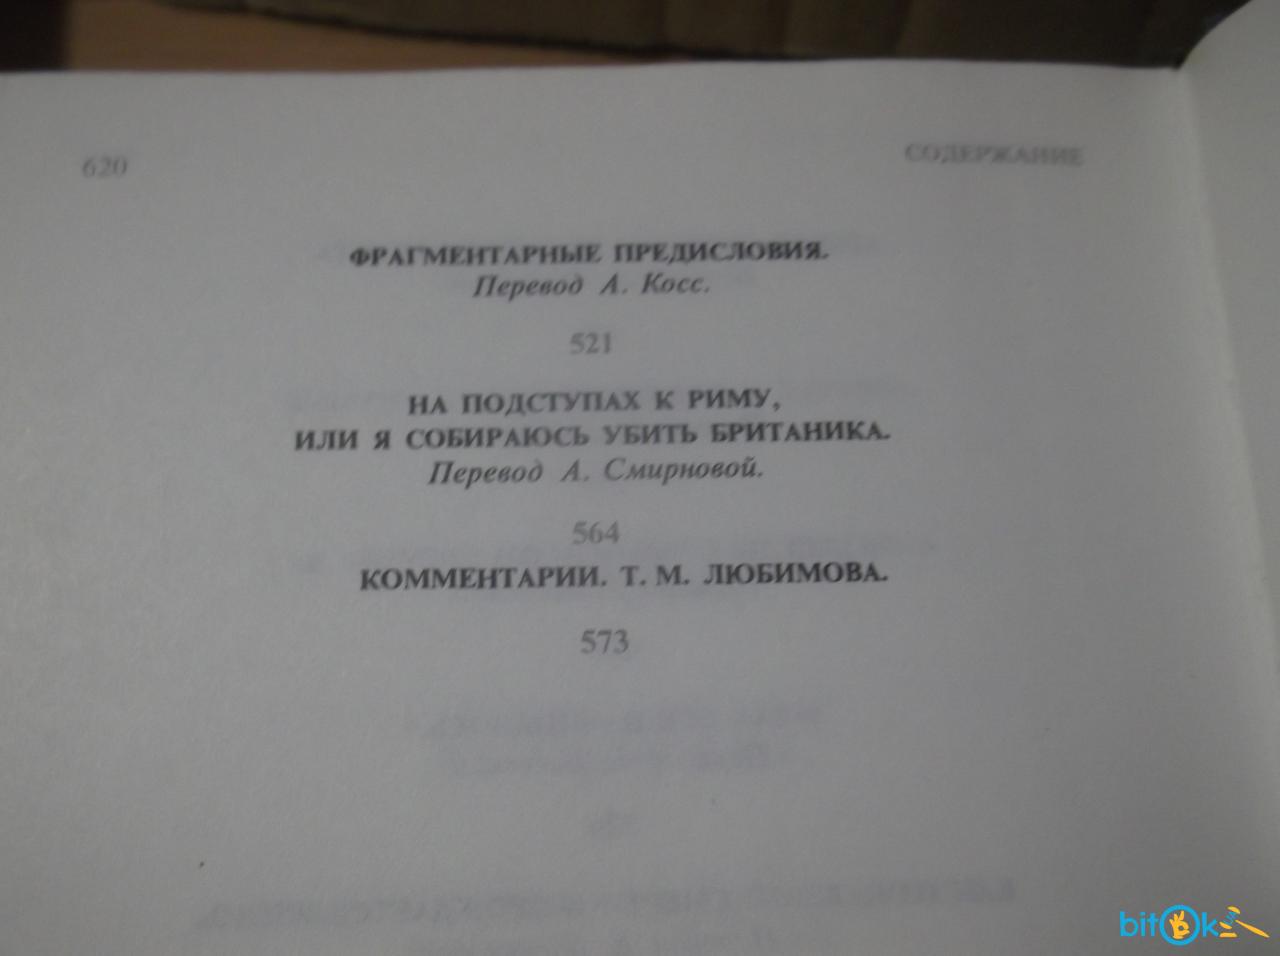 620
СОДЕРЖАНИЕ
ФРАГМЕНТАРНЫЕ ПРЕДИСЛОВИЯ.
Перевод А. Косс.
521
НА ПОДСТУПАХ К РИМУ,
ИЛИ Я СОБИРАЮСЬ УБИТЬ БРИТАНИКА.
Перевод А. Смирновой.
564
КОММЕНТАРИИ. Т. М. ЛЮБИМОВА.
573
bitOk